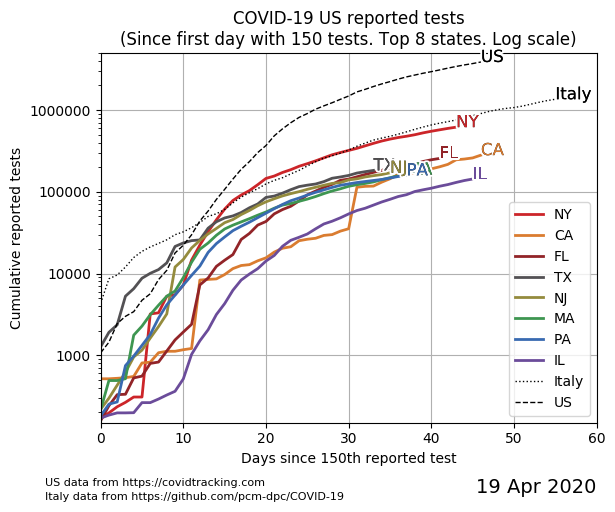 COVID-19 US reported tests
(Since first day with 150 tests. Top 8 states. Log scale)
US
Italy
NY
CA
FL
TX
NJ
PA
IL
1000000
100000
10000
1000
Cumulative reported tests
NY
CA
FL
TX
NJ
MA
PA
IL
Italy
US
0 10 20 30 40 50 60
Days since 150th reported test
US data from https://covidtracking.com
Italy data from https://github.com/pcm-dpc/COVID-19
19 Apr 2020